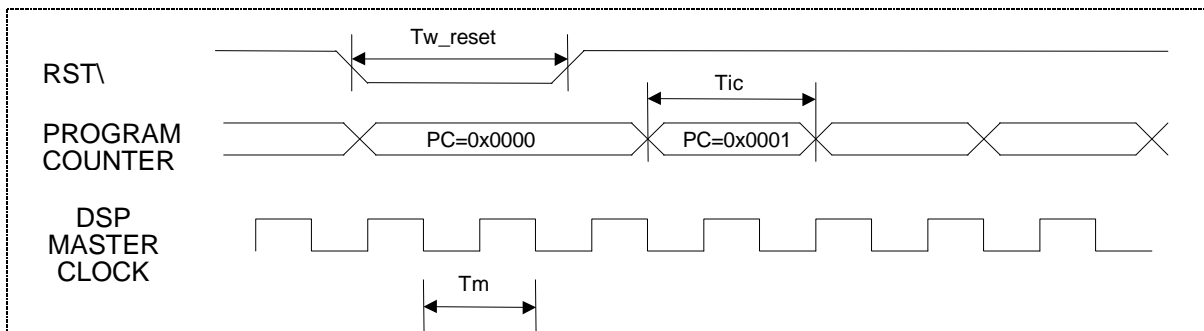 Tw_reset
RST\
Tic
PROGRAM
COUNTER
PC=0x0000
PC=0x0001
DSP
MASTER
CLOCK
Tm